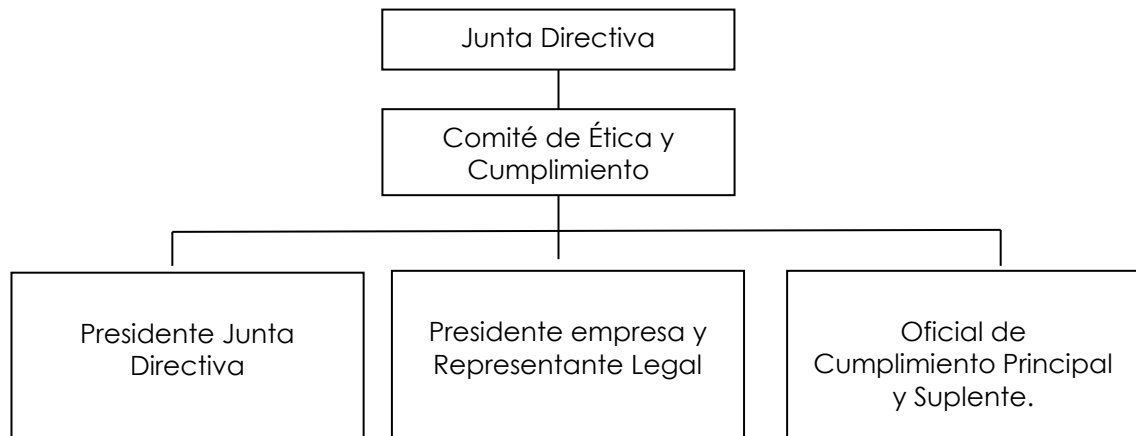 Junta Directiva
Comité de Ética y
Cumplimiento
Presidente Junta
Directiva
Presidente empresa y
Representante Legal
Oficial de
Cumplimiento Principal
y Suplente.